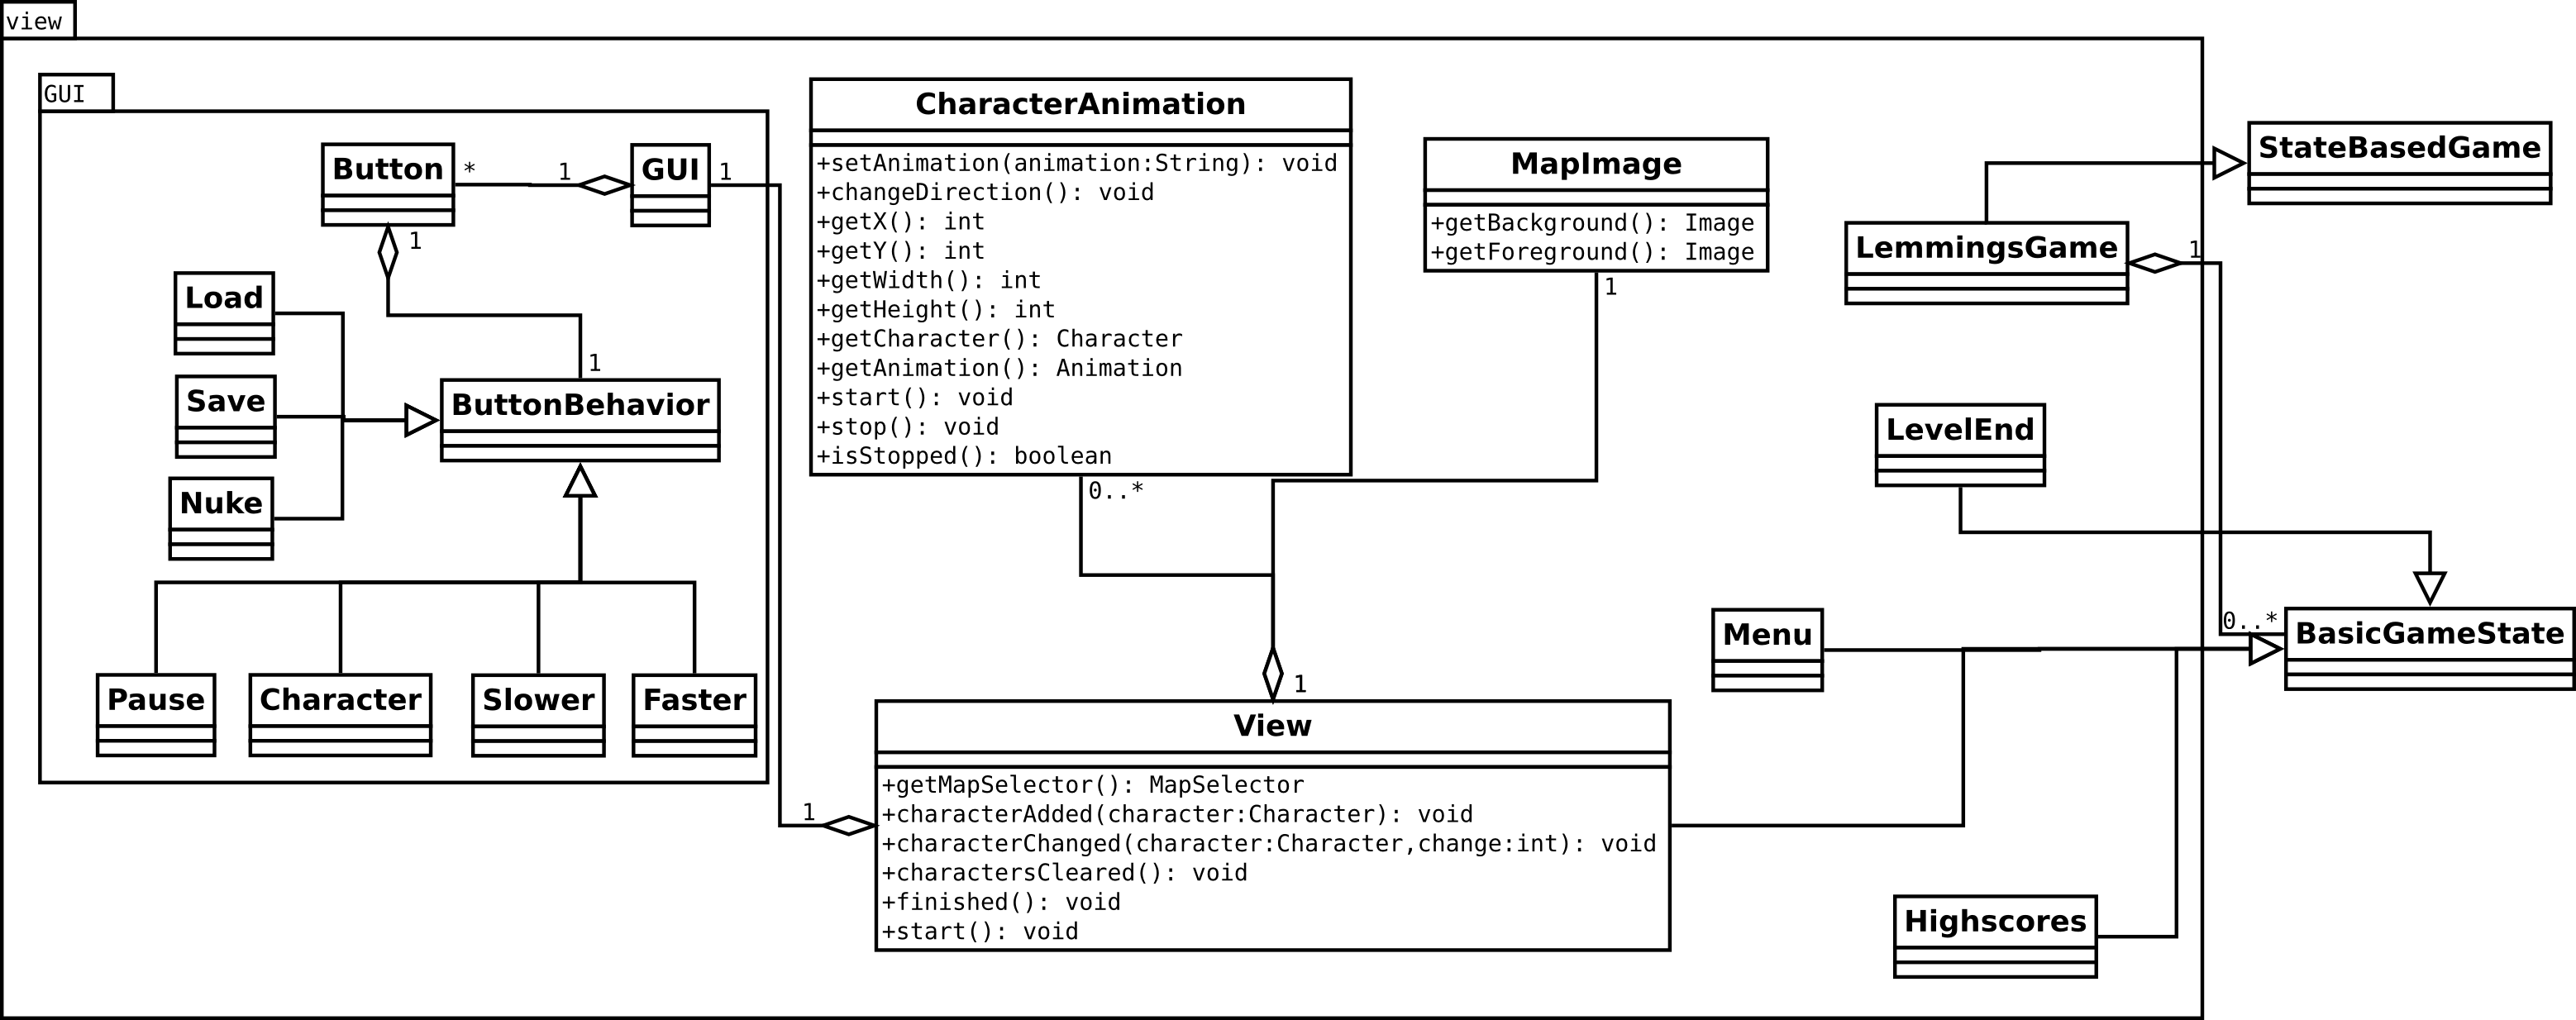 view
GUI
Button
*
1
GUI
1
1
Load
Save
Nuke
1
ButtonBehavior
Pause
Character
Slower
Faster
CharacterAnimation
+setAnimation(animation:String): void
+changeDirection(): void
+getX(): int
+getY(): int
+getWidth(): int
+getHeight(): int
+getCharacter(): Character
+getAnimation(): Animation
+start(): void
+stop(): void
+isStopped(): boolean
0..*
MapImage
+getBackground(): Image
+getForeground(): Image
1
1
1
View
+getMapSelector(): MapSelector
+characterAdded(character:Character): void
+characterChanged(character:Character,change:int): void
+charactersCleared(): void
+finished(): void
+start(): void
StateBasedGame
LemmingsGame
1
LevelEnd
Menu
0..*
BasicGameState
Highscores